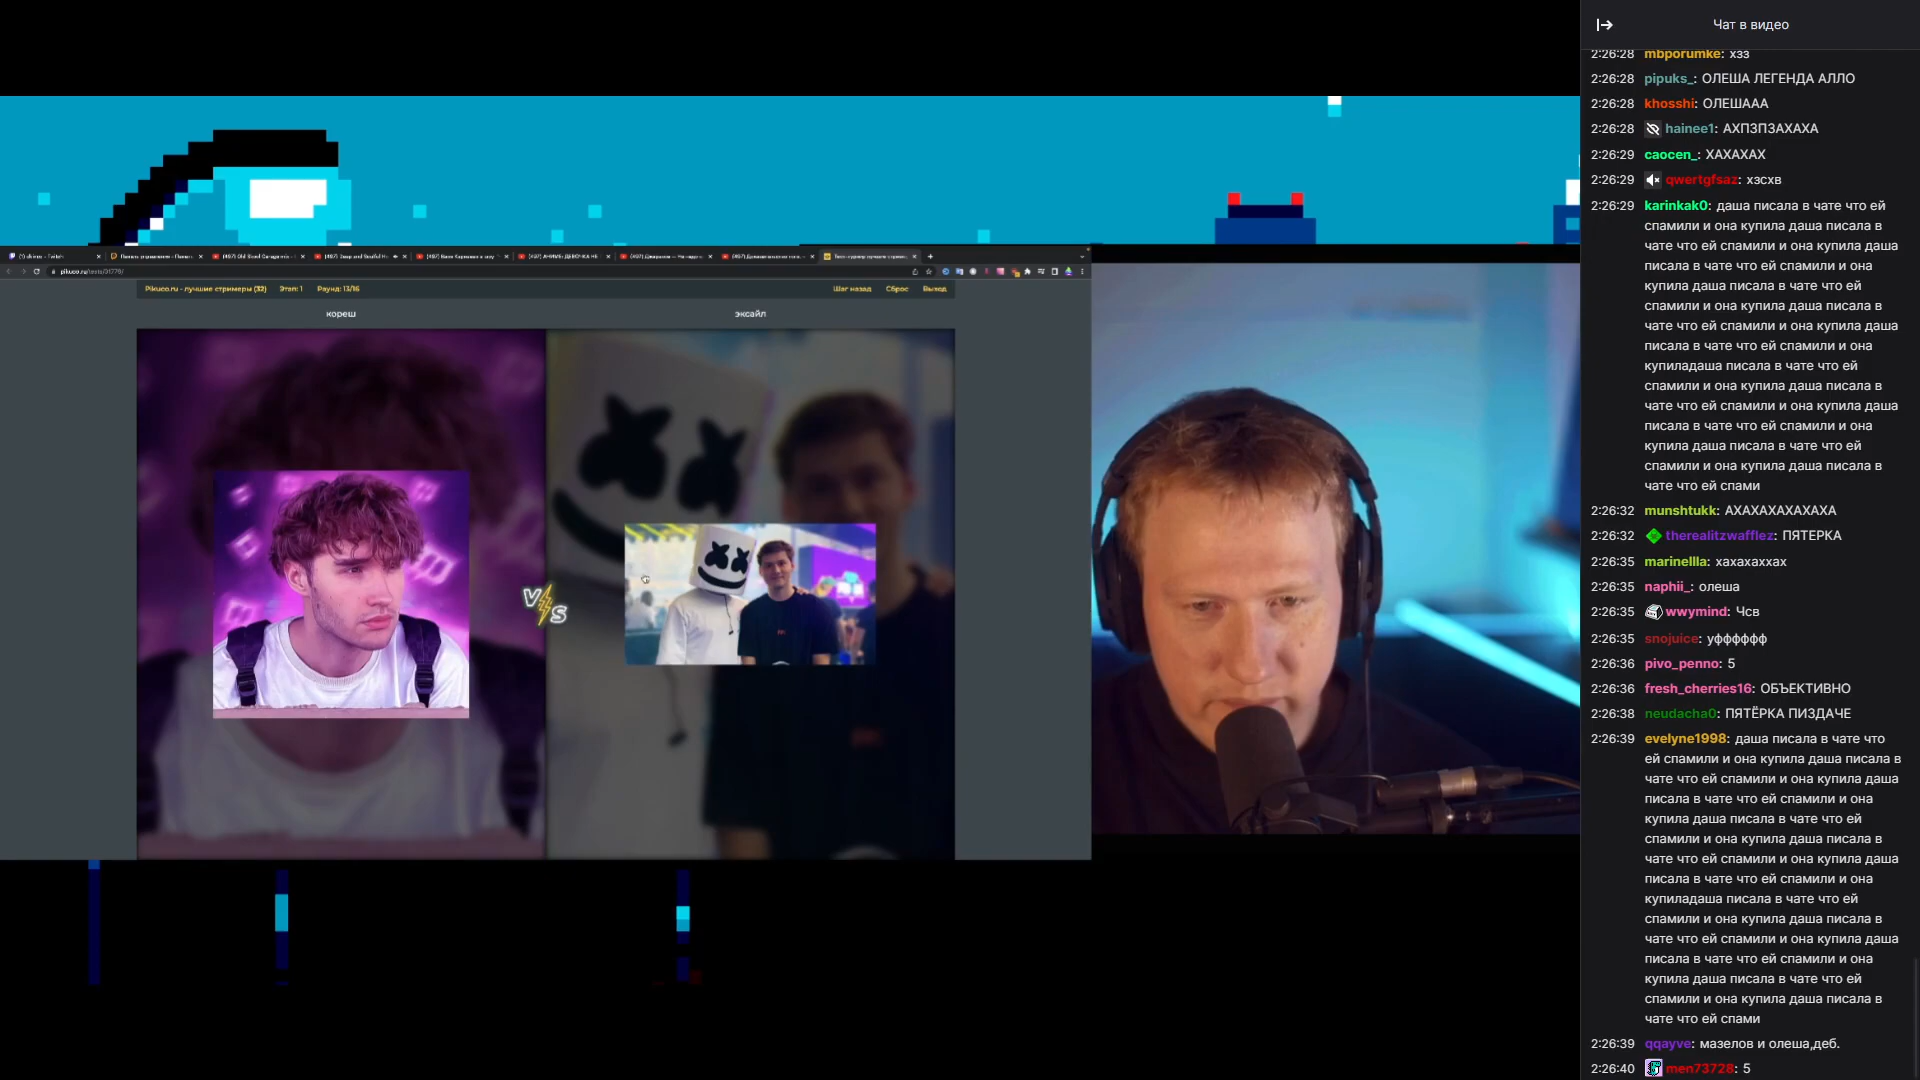 Pikuco.ru - лучшие стримеры (32) Этап: 1 Раунд: 13/16
Шаг назад Сброс Выход
pikuco.ru/tests/31776/
кореш
эксайл
VS
Чат в видео
2:26:28 mbporumke: хзз
2:26:28 pipuks_: ОЛЕША ЛЕГЕНДА АЛЛО
2:26:28 khosshi: ОЛЕШААА
2:26:28 hainee1: АХПЗПЗАХАХА
2:26:29 caocen_: ХАХАХАХ
2:26:29 qwertgfsaz: хзсхв
2:26:29 karinkak0: даша писала в чате что ей
спамили и она купила даша писала в
чате что ей спамили и она купила даша
писала в чате что ей спамили и она
купила даша писала в чате что ей
спамили и она купила даша писала в
чате что ей спамили и она купила даша
писала в чате что ей спамили и она
купиладаша писала в чате что ей
спамили и она купила даша писала в
чате что ей спамили и она купила даша
писала в чате что ей спамили и она
купила даша писала в чате что ей
спамили и она купила даша писала в
чате что ей спами
2:26:32 munshtukk: АХАХАХАХАХАХА
2:26:32 therealitzwafflez: ПЯТЕРКА
2:26:35 marinellla: хахахаххах
2:26:35 naphii_: олеша
2:26:35 wwymind: Чсв
2:26:35 snojuice: уфффффф
2:26:36 pivo_penno: 5
2:26:36 fresh_cherries16: ОБЪЕКТИВНО
2:26:38 neudacha0: ПЯТЁРКА ПИЗДАЧЕ
2:26:39 evelyne1998: даша писала в чате что
ей спамили и она купила даша писала в
чате что ей спамили и она купила даша
писала в чате что ей спамили и она
купила даша писала в чате что ей
спамили и она купила даша писала в
чате что ей спамили и она купила даша
писала в чате что ей спамили и она
купиладаша писала в чате что ей
спамили и она купила даша писала в
чате что ей спамили и она купила даша
писала в чате что ей спамили и она
купила даша писала в чате что ей
спамили и она купила даша писала в
чате что ей спами
2:26:39 qqayve: мазелов и олеша,деб.
2:26:40 men73728: 5